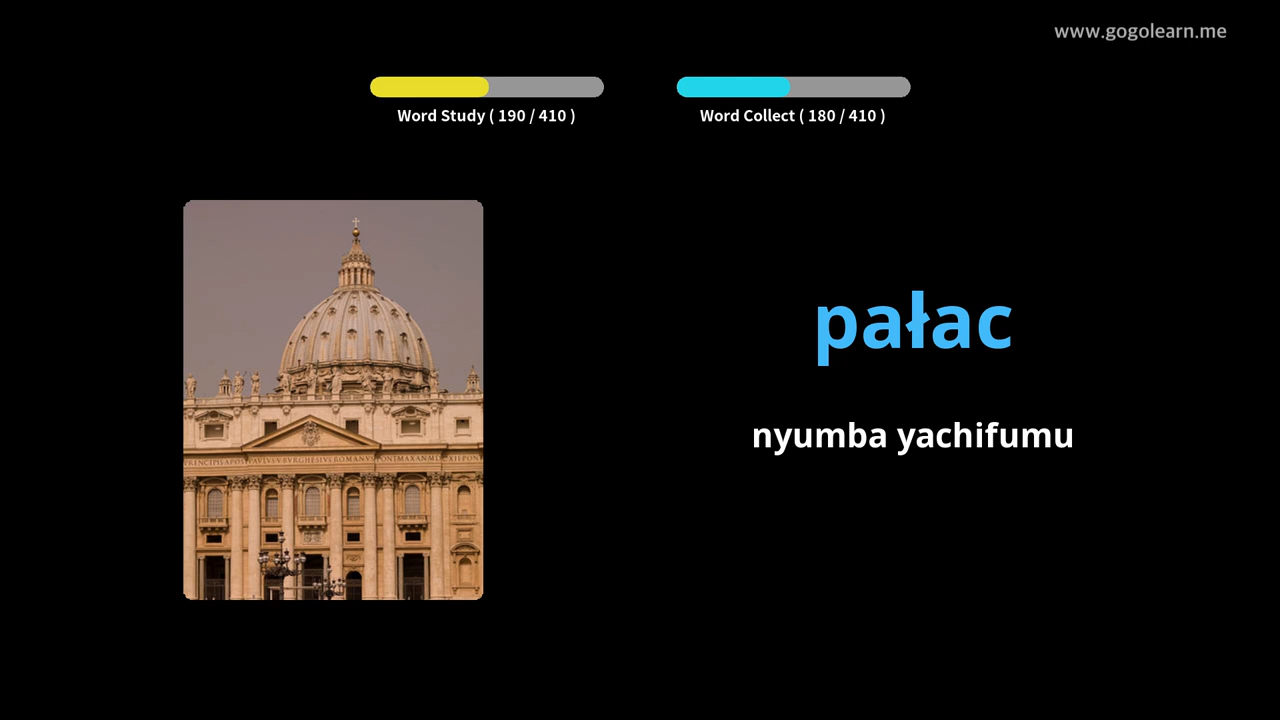 www.gogolearn.me
Word Study ( 190 / 410 )
Word Collect ( 180 / 410 )
pałac
nyumba yachifumu